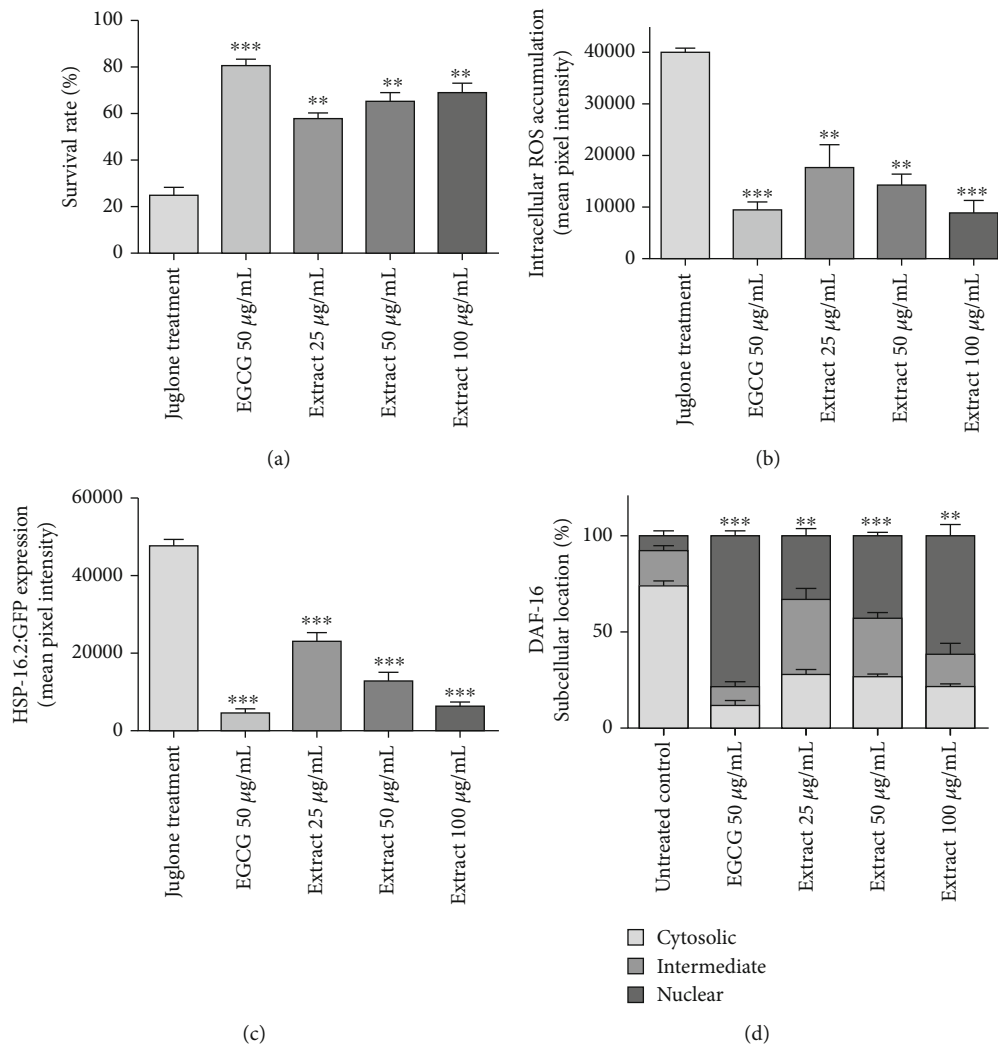 100
80
60
40
20
0
Survival rate (%)
***
**
**
**
Juglone treatment
EGCG 50 μg/mL
Extract 25 μg/mL
Extract 50 μg/mL
Extract 100 μg/mL
(a)
40000
30000
20000
10000
0
Intracellular ROS accumulation
(mean pixel intensity)
***
**
**
***
Juglone treatment
EGCG 50 μg/mL
Extract 25 μg/mL
Extract 50 μg/mL
Extract 100 μg/mL
(b)
60000
40000
20000
0
HSP-16.2:GFP expression
(mean pixel intensity)
***
***
***
***
Juglone treatment
EGCG 50 μg/mL
Extract 25 μg/mL
Extract 50 μg/mL
Extract 100 μg/mL
(c)
100
50
0
DAF-16
Subcellular location (%)
***
**
***
**
Untreated control
EGCG 50 μg/mL
Extract 25 μg/mL
Extract 50 μg/mL
Extract 100 μg/mL
Cytosolic
Intermediate
Nuclear
(d)